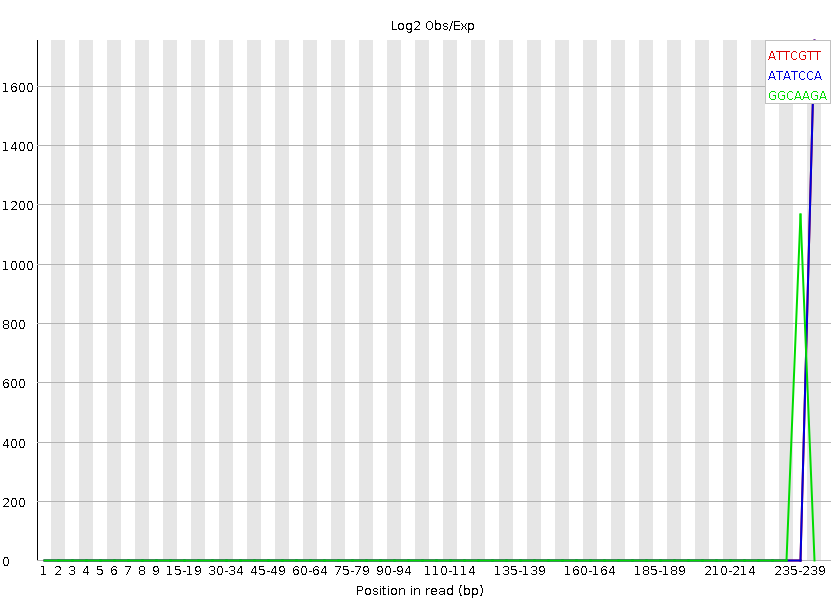 Log2 Obs/Exp
ATTCGTT
ATATCCA
GGCAAGA
1600
1400
1200
1000
800
600
400
200
0
1 2 3 4 5 6 7 8 9 15-19 30-34 45-49 60-64 75-79 90-94 110-114 135-139 160-164 185-189 210-214 235-239
Position in read (bp)